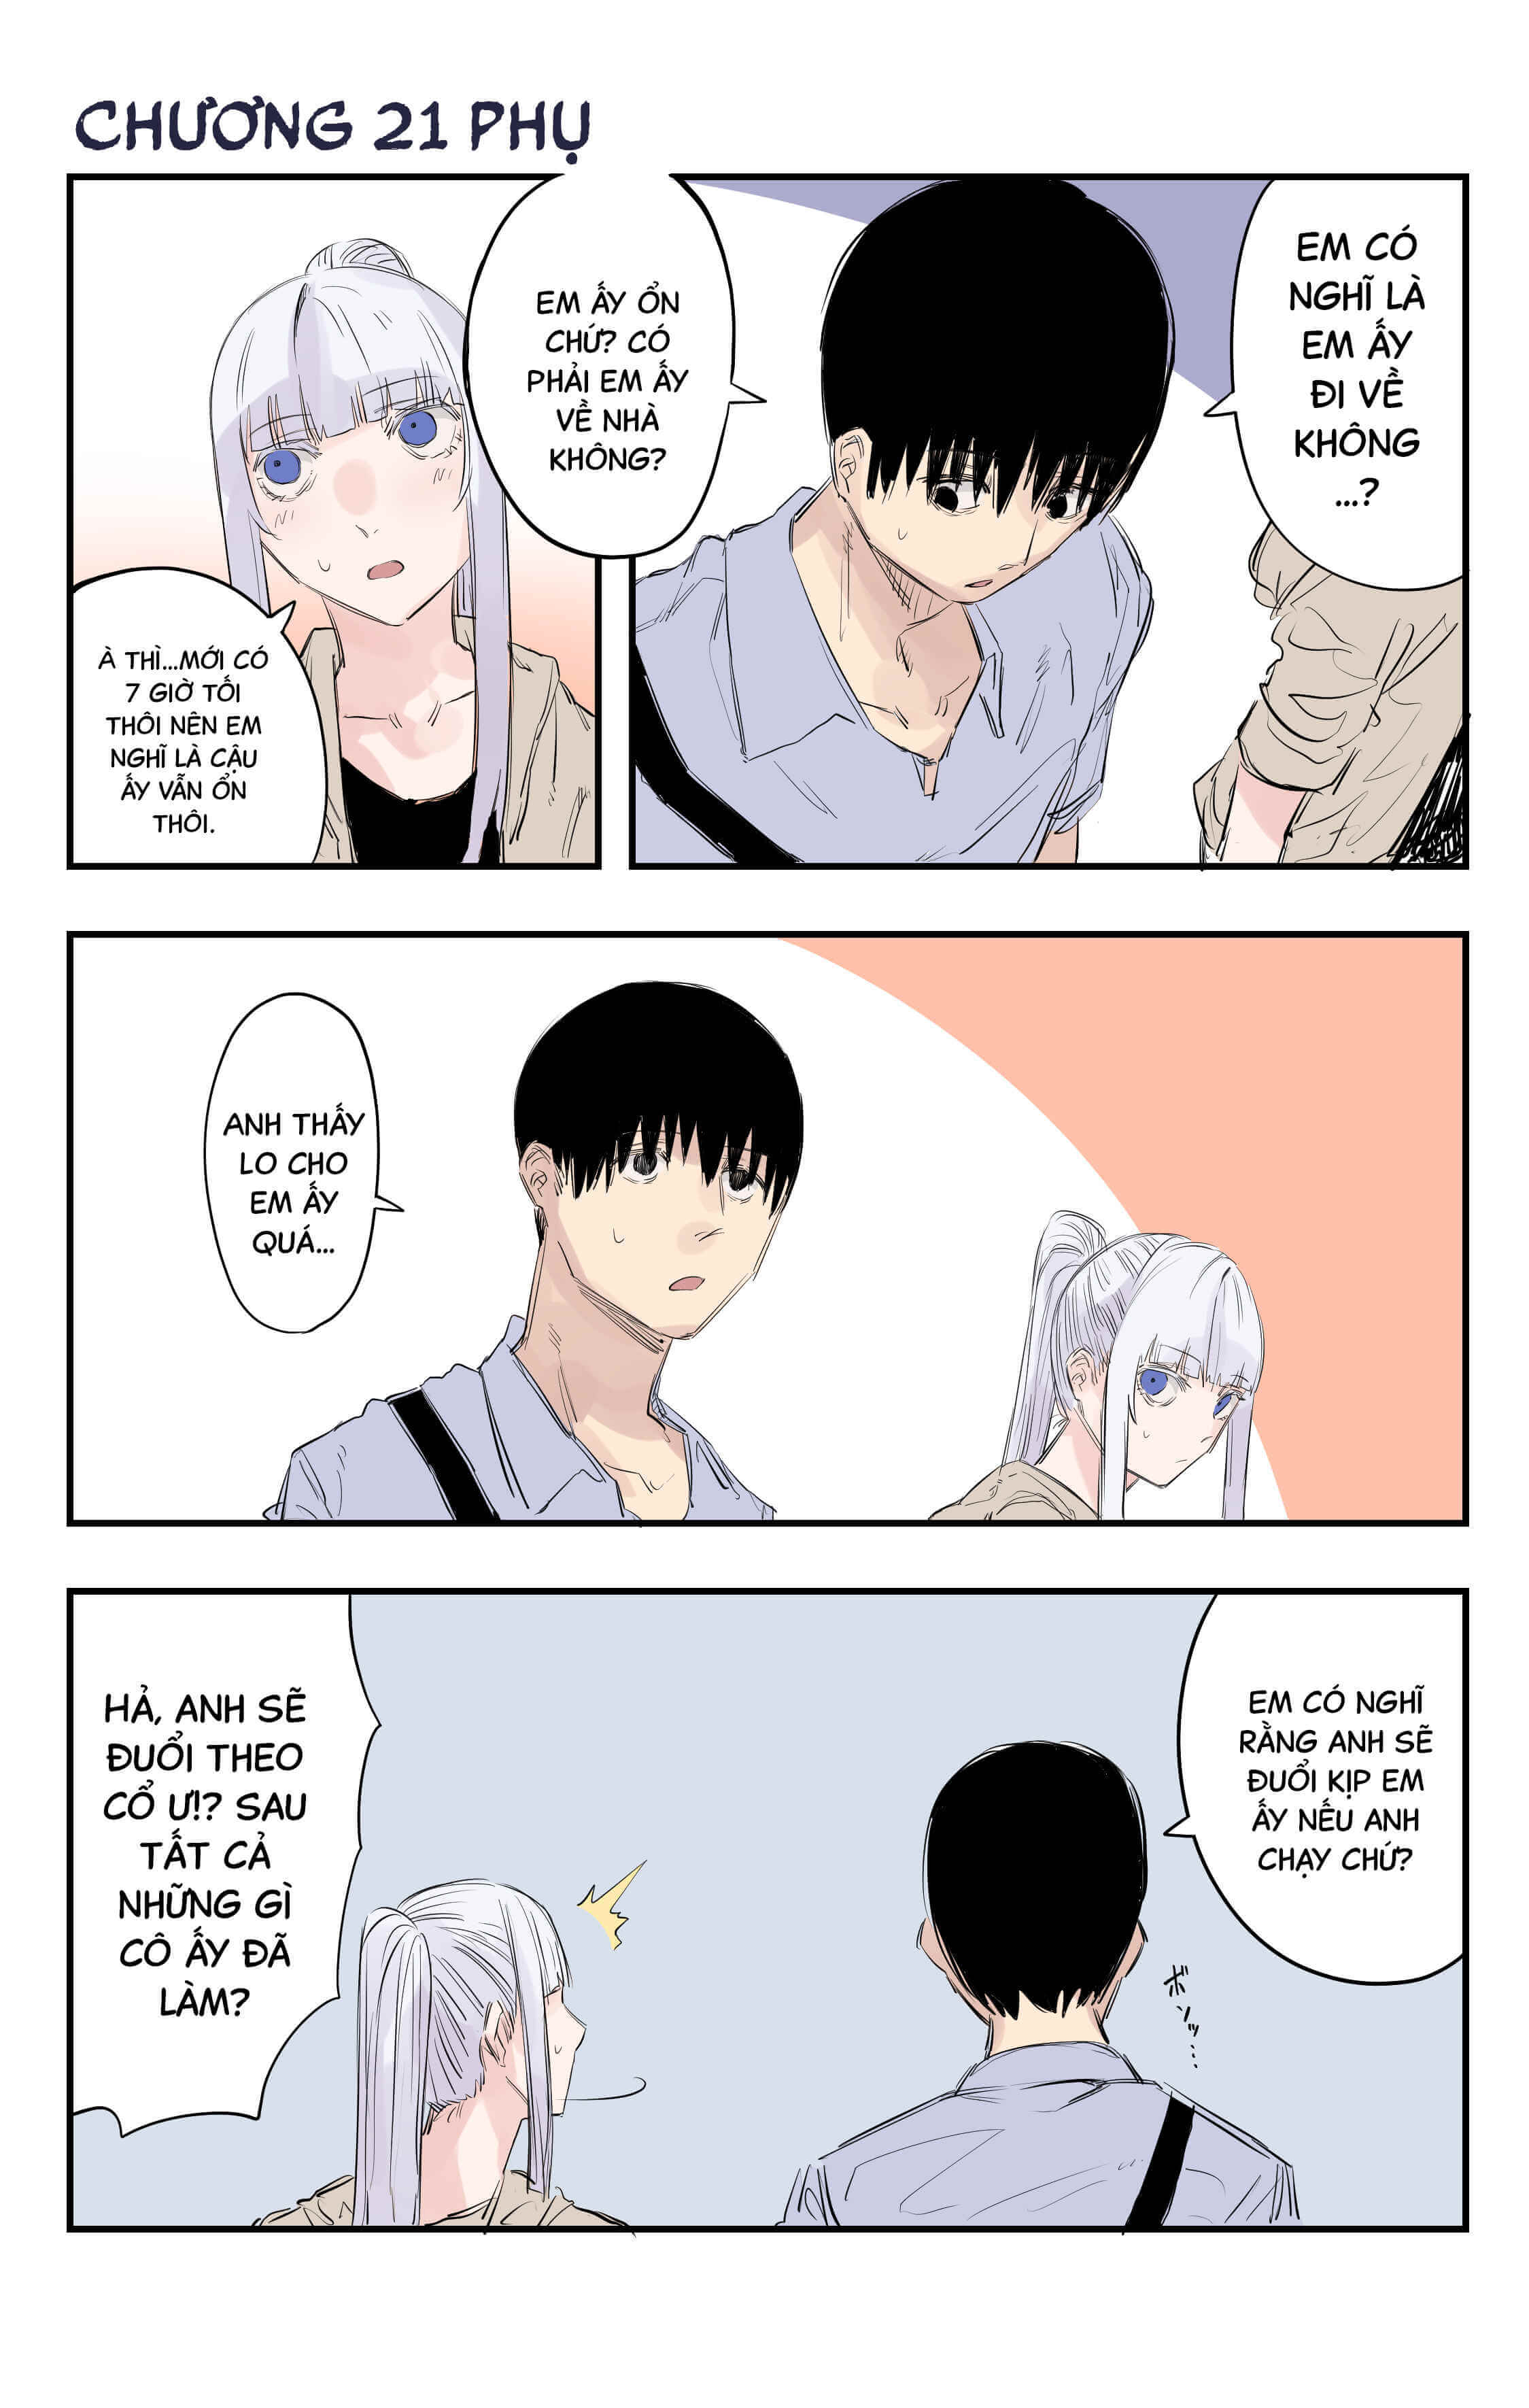 CHƯƠNG 21 PHỤ
EM CÓ
NGHĨ LÀ
EM ẤY
ĐI VỀ
KHÔNG
...?
EM ẤY ỔN
CHỨ? CÓ
PHẢI EM ẤY
VỀ NHÀ
KHÔNG?
À THÌ...MỚI CÓ
7 GIỜ TỐI
THÔI NÊN EM
NGHĨ LÀ CẬU
ẤY VẪN ỔN
THÔI.
ANH THẤY
LO CHO
EM ẤY
QUÁ...
EM CÓ NGHĨ
RẰNG ANH SẼ
ĐUỔI KỊP EM
ẤY NẾU ANH
CHẠY CHỨ?
ボソッ...
HẢ, ANH SẼ
ĐUỔI THEO
CỔ Ư!? SAU
TẤT CẢ
NHỮNG GÌ
CÔ ẤY ĐÃ
LÀM?